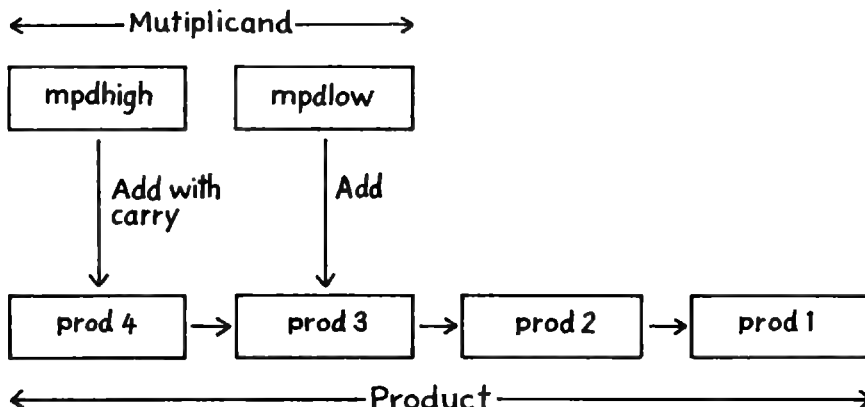 Mutiplicand
mpdhigh mpdlow
Add with
carry
Add
prod 4 prod 3 prod 2 prod 1
Product